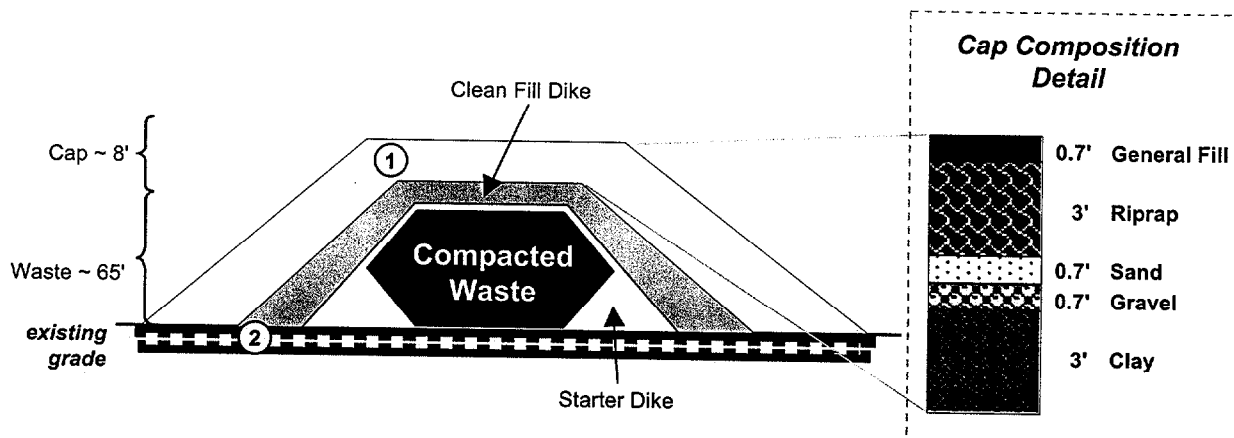 Cap Composition
Detail
Clean Fill Dike
Cap ~ 8'
1
0.7' General Fill
3' Riprap
Compacted
Waste
Waste ~ 65'
0.7' Sand
0.7' Gravel
existing
grade
2
3' Clay
Starter Dike